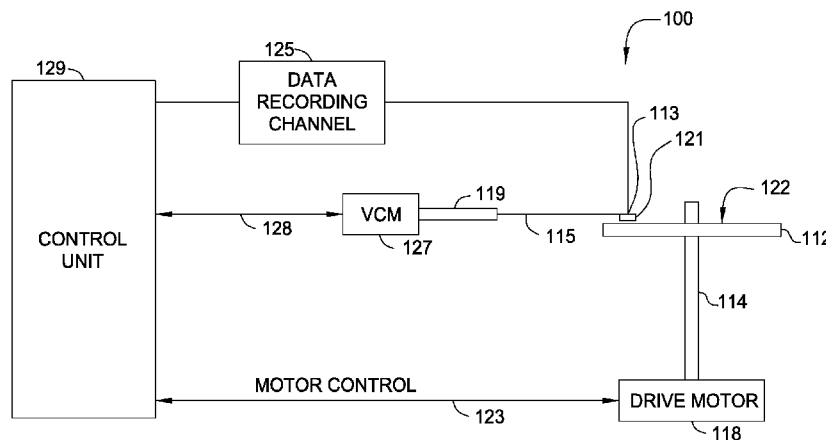 100
125
129
DATA
RECORDING
CHANNEL
113
121
119
122
VCM
112
128
127
115
CONTROL
UNIT
114
MOTOR CONTROL
123
DRIVE MOTOR
118